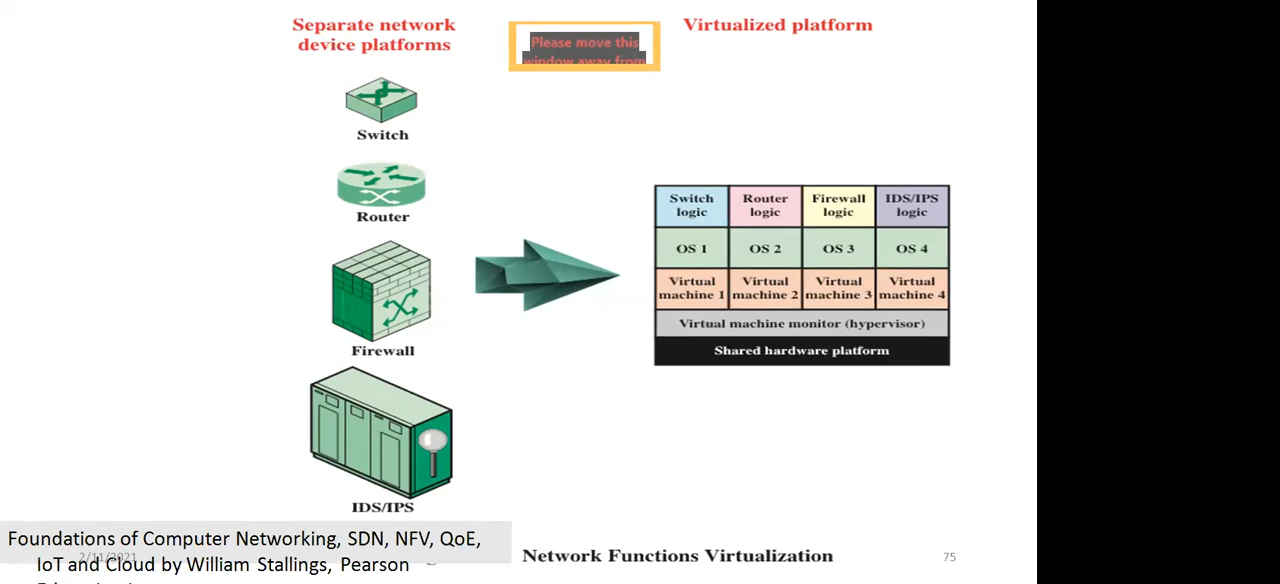 Separate network
device platforms
Please move this
window away from
Virtualized platform
Switch
Router
Firewall
IDS/IPS
Switch logic
Router logic
Firewall logic
IDS/IPS logic
OS 1
OS 2
OS 3
OS 4
Virtual machine 1
Virtual machine 2
Virtual machine 3
Virtual machine 4
Virtual machine monitor (hypervisor)
Shared hardware platform
Foundations of Computer Networking, SDN, NFV, QoE,
IoT and Cloud by William Stallings, Pearson
2/11/2021
Network Functions Virtualization
75